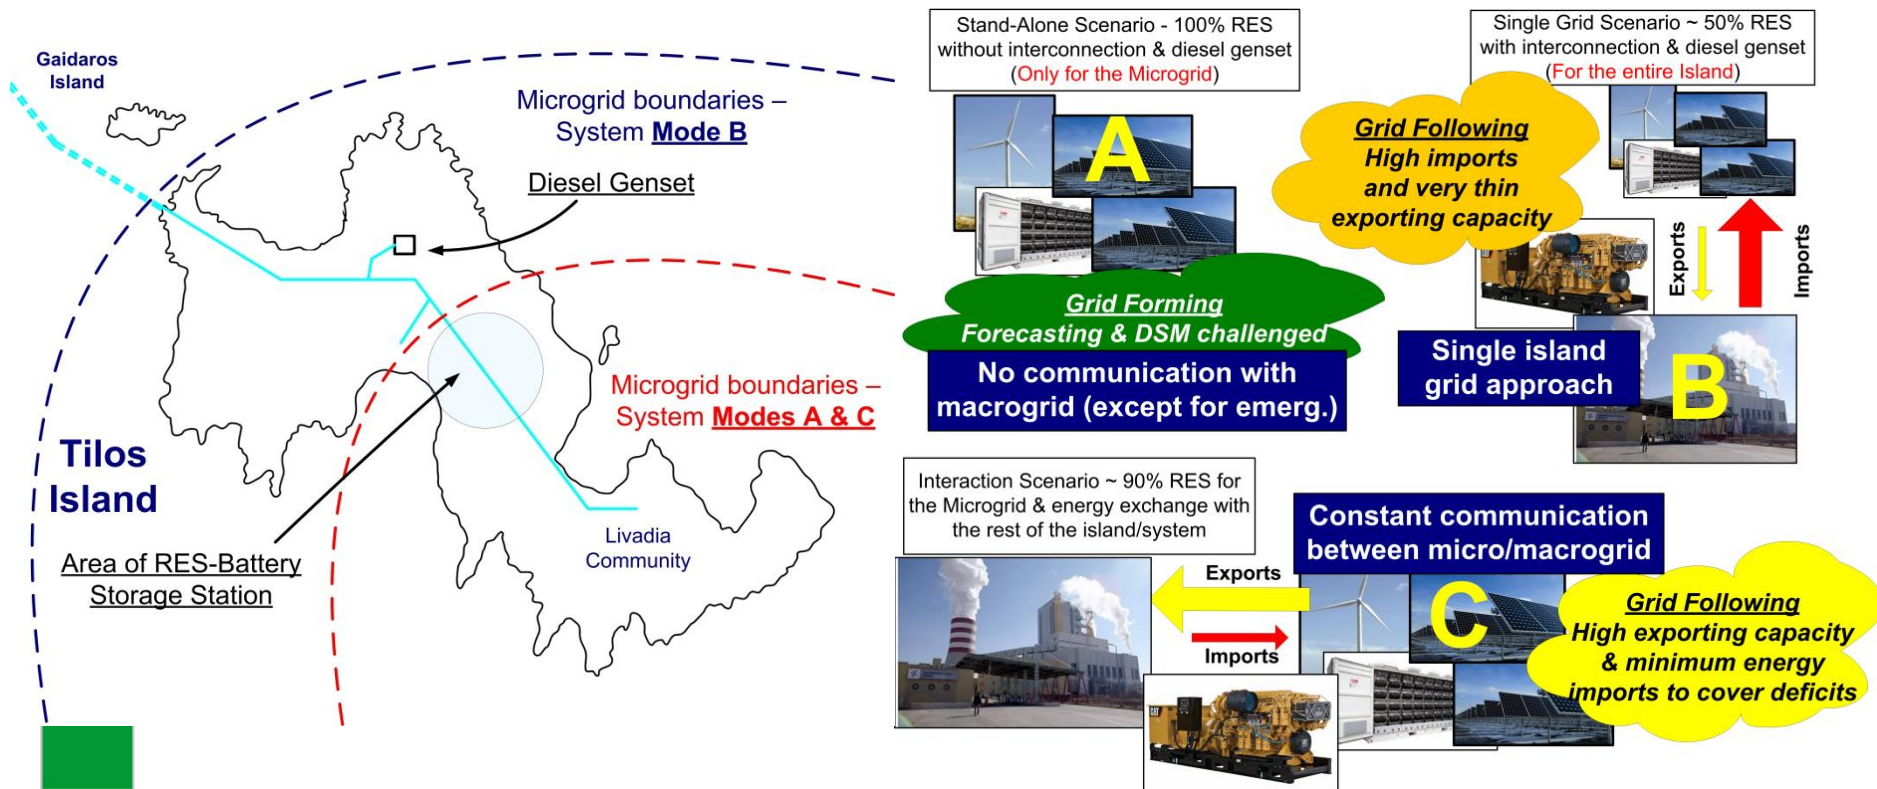 Gaidaros
Island
Microgrid boundaries –
System Mode B
Diesel Genset
Microgrid boundaries –
System Modes A & C
Tilos
Island
Area of RES-Battery
Storage Station
Livadia
Community
Stand-Alone Scenario - 100% RES
without interconnection & diesel genset
(Only for the Microgrid)
A
Grid Forming
Forecasting & DSM challenged
No communication with
macrogrid (except for emerg.)
Single Grid Scenario ~ 50% RES
with interconnection & diesel genset
(For the entire Island)
Grid Following
High imports
and very thin
exporting capacity
Exports
Imports
Single island
grid approach
B
Interaction Scenario ~ 90% RES for
the Microgrid & energy exchange with
the rest of the island/system
Constant communication
between micro/macrogrid
Exports
Imports
C
Grid Following
High exporting capacity
& minimum energy
imports to cover deficits
CAT